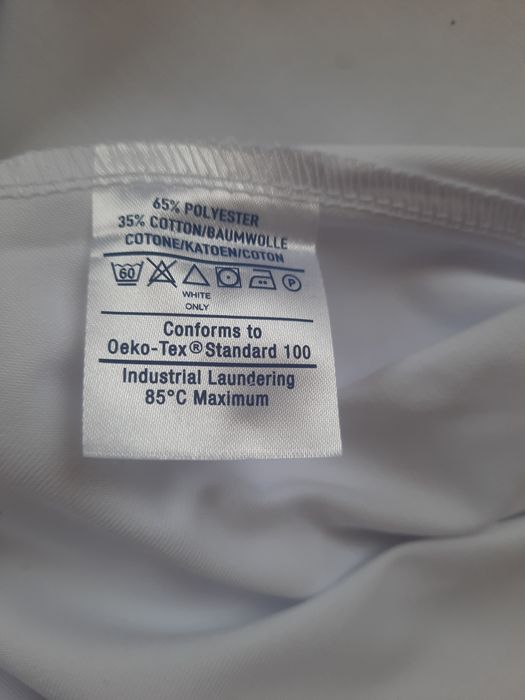 65% POLYESTER
35% COTTON/BAUMWOLLE
COTONE/KATOEN/COTON
60 P
WHITE
ONLY
Conforms to
Oeko-Tex®Standard 100
Industrial Laundering
85°C Maximum